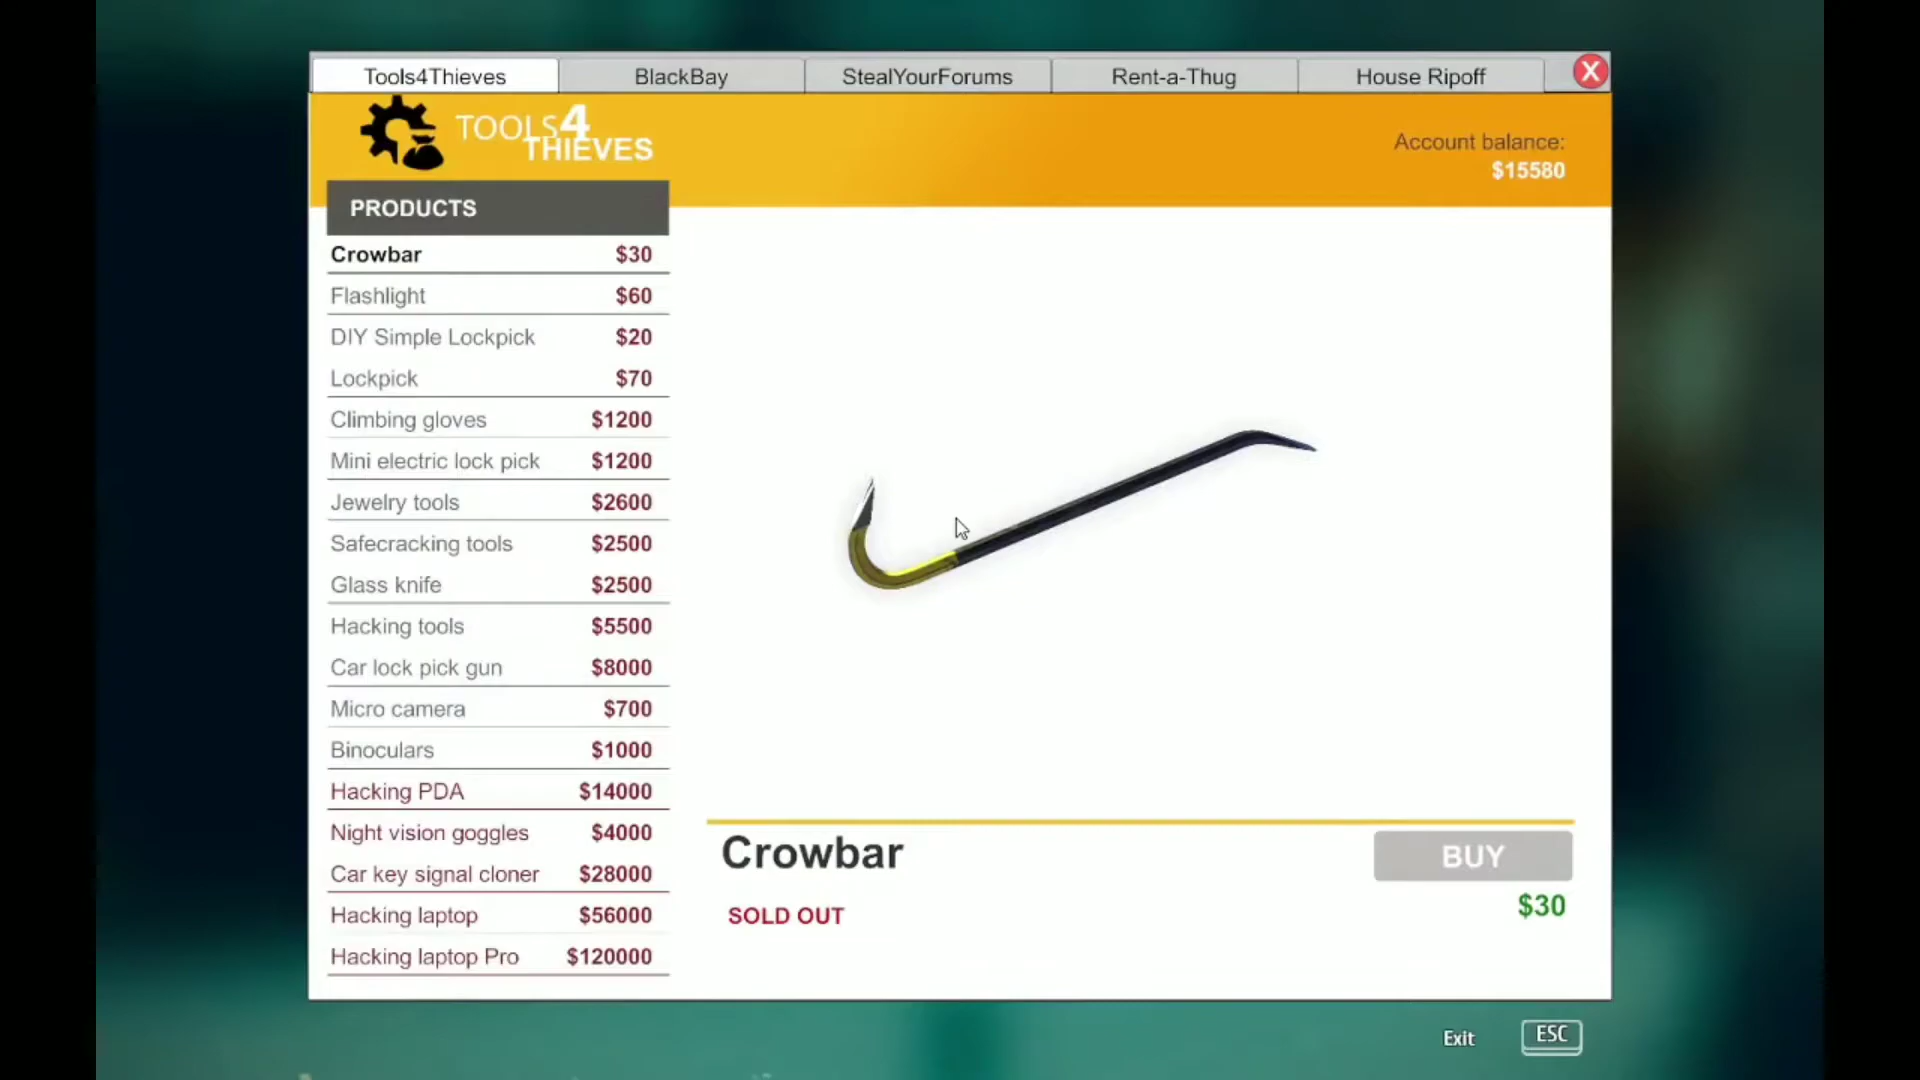 Tools4Thieves BlackBay StealYourForums Rent-a-Thug House Ripoff X
TOOLS4
THIEVES
Account balance:
$15580
PRODUCTS
Crowbar $30
Flashlight $60
DIY Simple Lockpick $20
Lockpick $70
Climbing gloves $1200
Mini electric lock pick $1200
Jewelry tools $2600
Safecracking tools $2500
Glass knife $2500
Hacking tools $5500
Car lock pick gun $8000
Micro camera $700
Binoculars $1000
Hacking PDA $14000
Night vision goggles $4000
Car key signal cloner $28000
Hacking laptop $56000
Hacking laptop Pro $120000
Crowbar BUY
SOLD OUT $30
Exit ESC